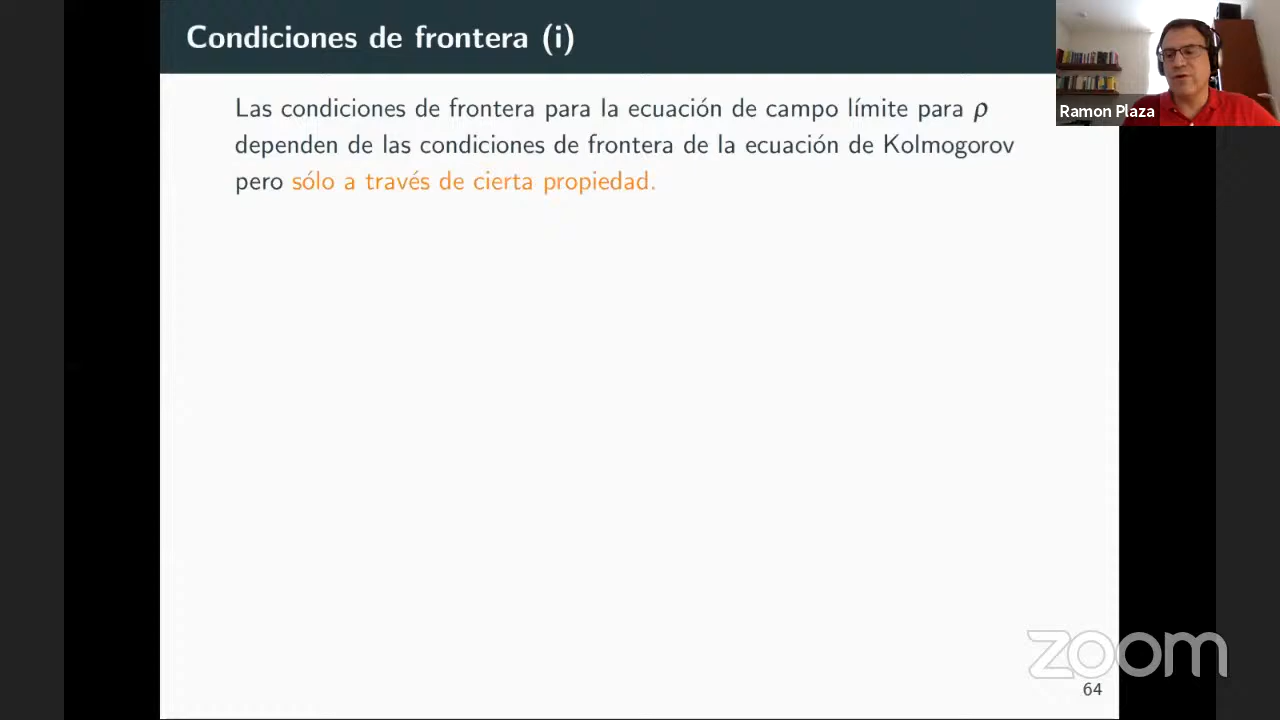 Condiciones de frontera (i)
Las condiciones de frontera para la ecuación de campo límite para ρ
dependen de las condiciones de frontera de la ecuación de Kolmogorov
pero sólo a través de cierta propiedad.
Ramon Plaza
zoom
64